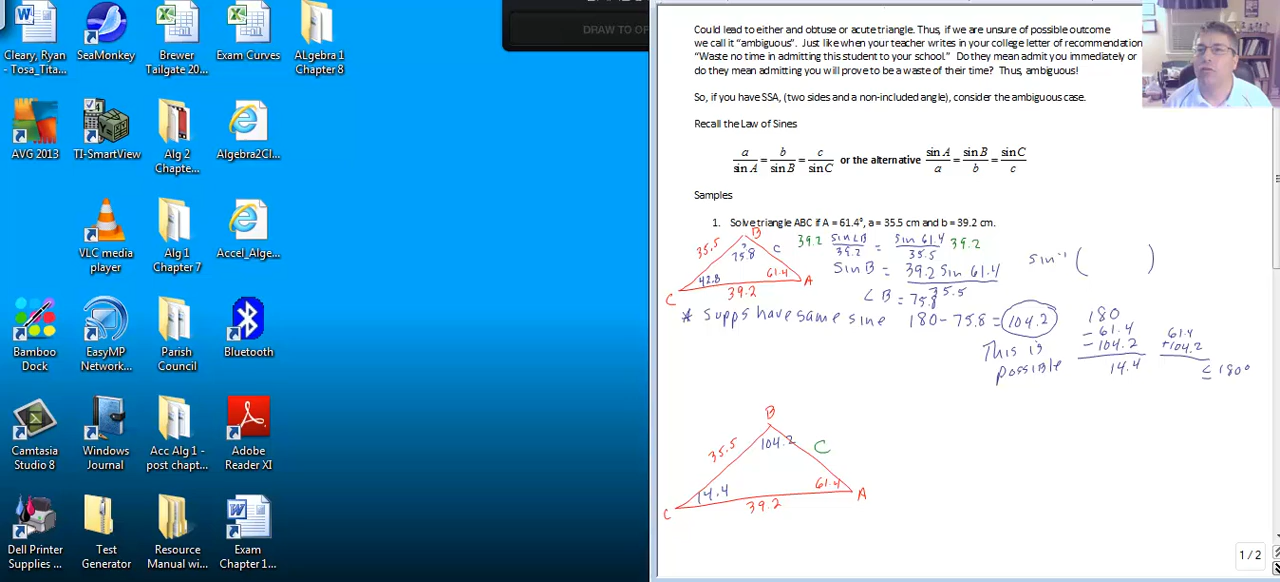 DRAW TO OP
Cleary, Ryan
- Tosa_Tita...
SeaMonkey
Brewer
Tailgate 20...
Exam Curves
Algebra 1
Chapter 8
AVG 2013
TI-SmartView
Alg 2
Chapte...
Algebra2Cl...
VLC media
player
Alg 1
Chapter 7
Accel_Alge...
Bamboo
Dock
EasyMP
Network...
Parish
Council
Bluetooth
Camtasia
Studio 8
Windows
Journal
Acc Alg 1 -
post chapt...
Adobe
Reader XI
Dell Printer
Supplies ...
Test
Generator
Resource
Manual wi...
Exam
Chapter 1...
Could lead to either and obtuse or acute triangle. Thus, if we are unsure of possible outcome
we call it "ambiguous". Just like when your teacher writes in your college letter of recommendation
"Waste no time in admitting this student to your school." Do they mean admit you immediately or
do they mean admitting you will prove to be a waste of their time? Thus, ambiguous!
So, if you have SSA, (two sides and a non-included angle), consider the ambiguous case.
Recall the Law of Sines
a/sin A = b/sin B = c/sin C or the alternative sin A/a = sin B/b = sin C/c
Samples
1. Solve triangle ABC if A = 61.4°, a = 35.5 cm and b = 39.2 cm.
35.5 B ? 75.8 C 42.8 61.4 A C 39.2
39.2 sin∠B/39.2 = sin 61.4/35.5 39.2
sin B = 39.2 sin 61.4/35.5
sin⁻¹ ( )
∠B = 75.8
* Supps have same sine 180 - 75.8 = 104.2
This is
possible
180
- 61.4
- 104.2
14.4
61.4
+104.2
≤ 180°
B
35.5 104.2 C
14.4 61.4 A
C 39.2
1 / 2